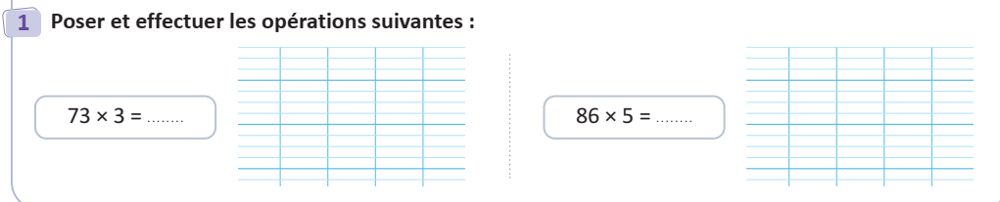 1 Poser et effectuer les opérations suivantes :
73 × 3 = ........
86 × 5 = ........